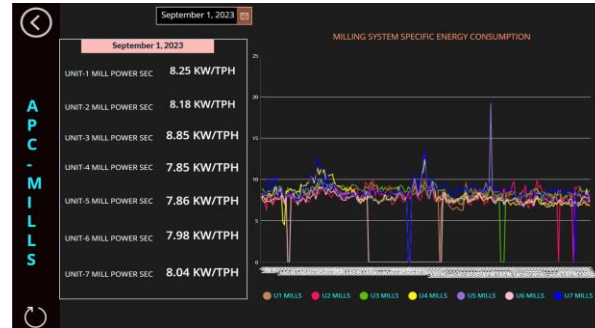 September 1, 2023
APC-MILLS
September 1, 2023
UNIT-1 MILL POWER SEC 8.25 KW/TPH
UNIT-2 MILL POWER SEC 8.18 KW/TPH
UNIT-3 MILL POWER SEC 8.85 KW/TPH
UNIT-4 MILL POWER SEC 7.85 KW/TPH
UNIT-5 MILL POWER SEC 7.86 KW/TPH
UNIT-6 MILL POWER SEC 7.98 KW/TPH
UNIT-7 MILL POWER SEC 8.04 KW/TPH
MILLING SYSTEM SPECIFIC ENERGY CONSUMPTION
25
20
15
10
5
0
U1 MILLS U2 MILLS U3 MILLS U4 MILLS U5 MILLS U6 MILLS U7 MILLS